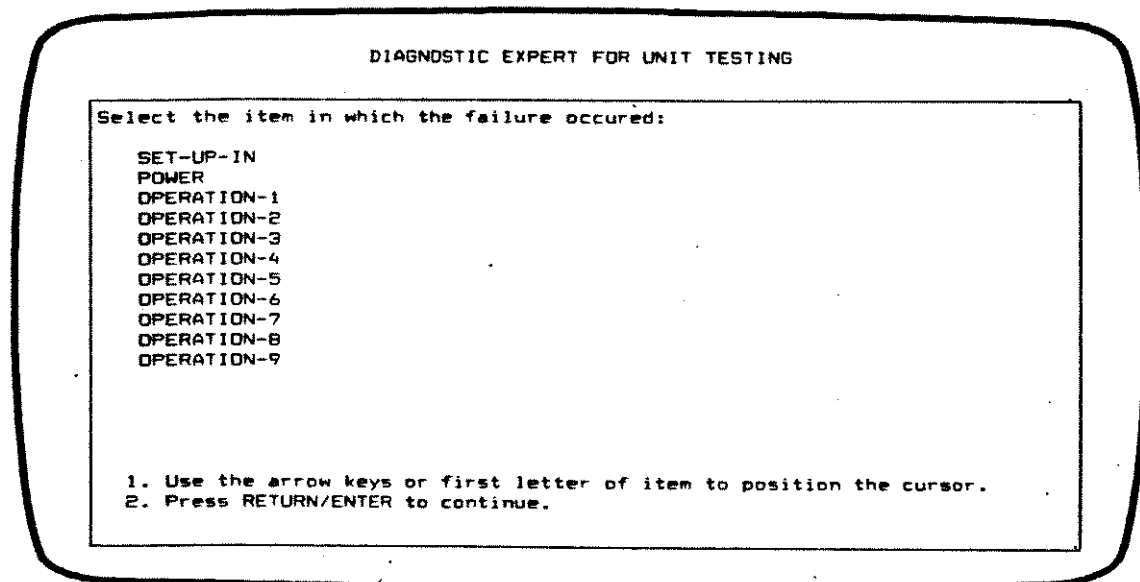 DIAGNOSTIC EXPERT FOR UNIT TESTING
Select the item in which the failure occured:
SET-UP-IN
POWER
OPERATION-1
OPERATION-2
OPERATION-3
OPERATION-4
OPERATION-5
OPERATION-6
OPERATION-7
OPERATION-8
OPERATION-9
1. Use the arrow keys or first letter of item to position the cursor.
2. Press RETURN/ENTER to continue.